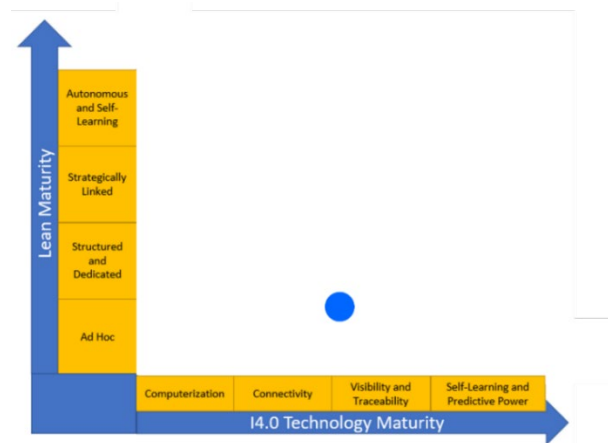 Autonomous
and Self-
Learning
Strategically
Linked
Structured
and
Dedicated
Ad Hoc
Lean Maturity
Computerization
Connectivity
Visibility and
Traceability
Self-Learning and
Predictive Power
I4.0 Technology Maturity